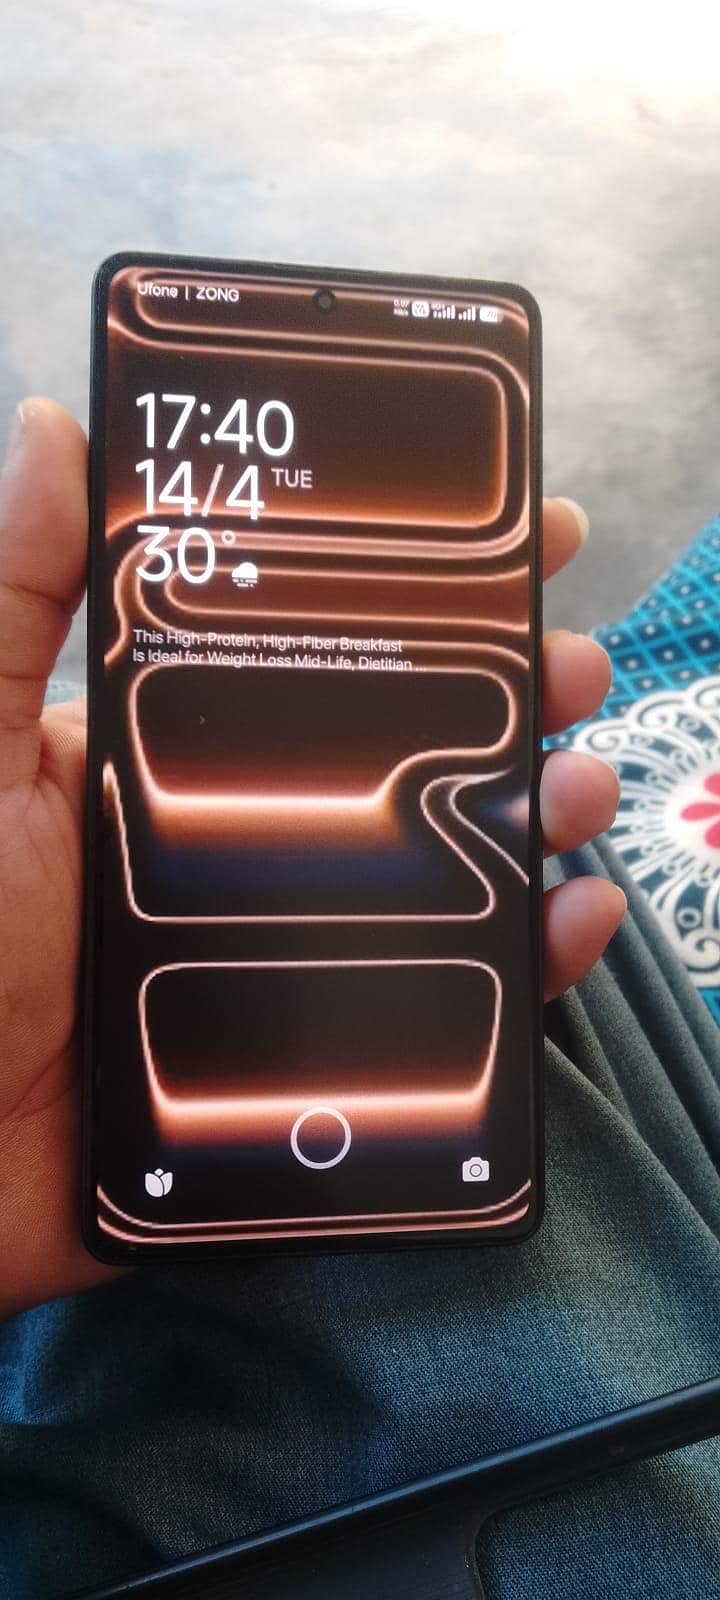 Ufone | ZONG
17:40
14/4 TUE
30°
This High-Protein, High-Fiber Breakfast
Is Ideal for Weight Loss Mid-Life, Dietitian ...